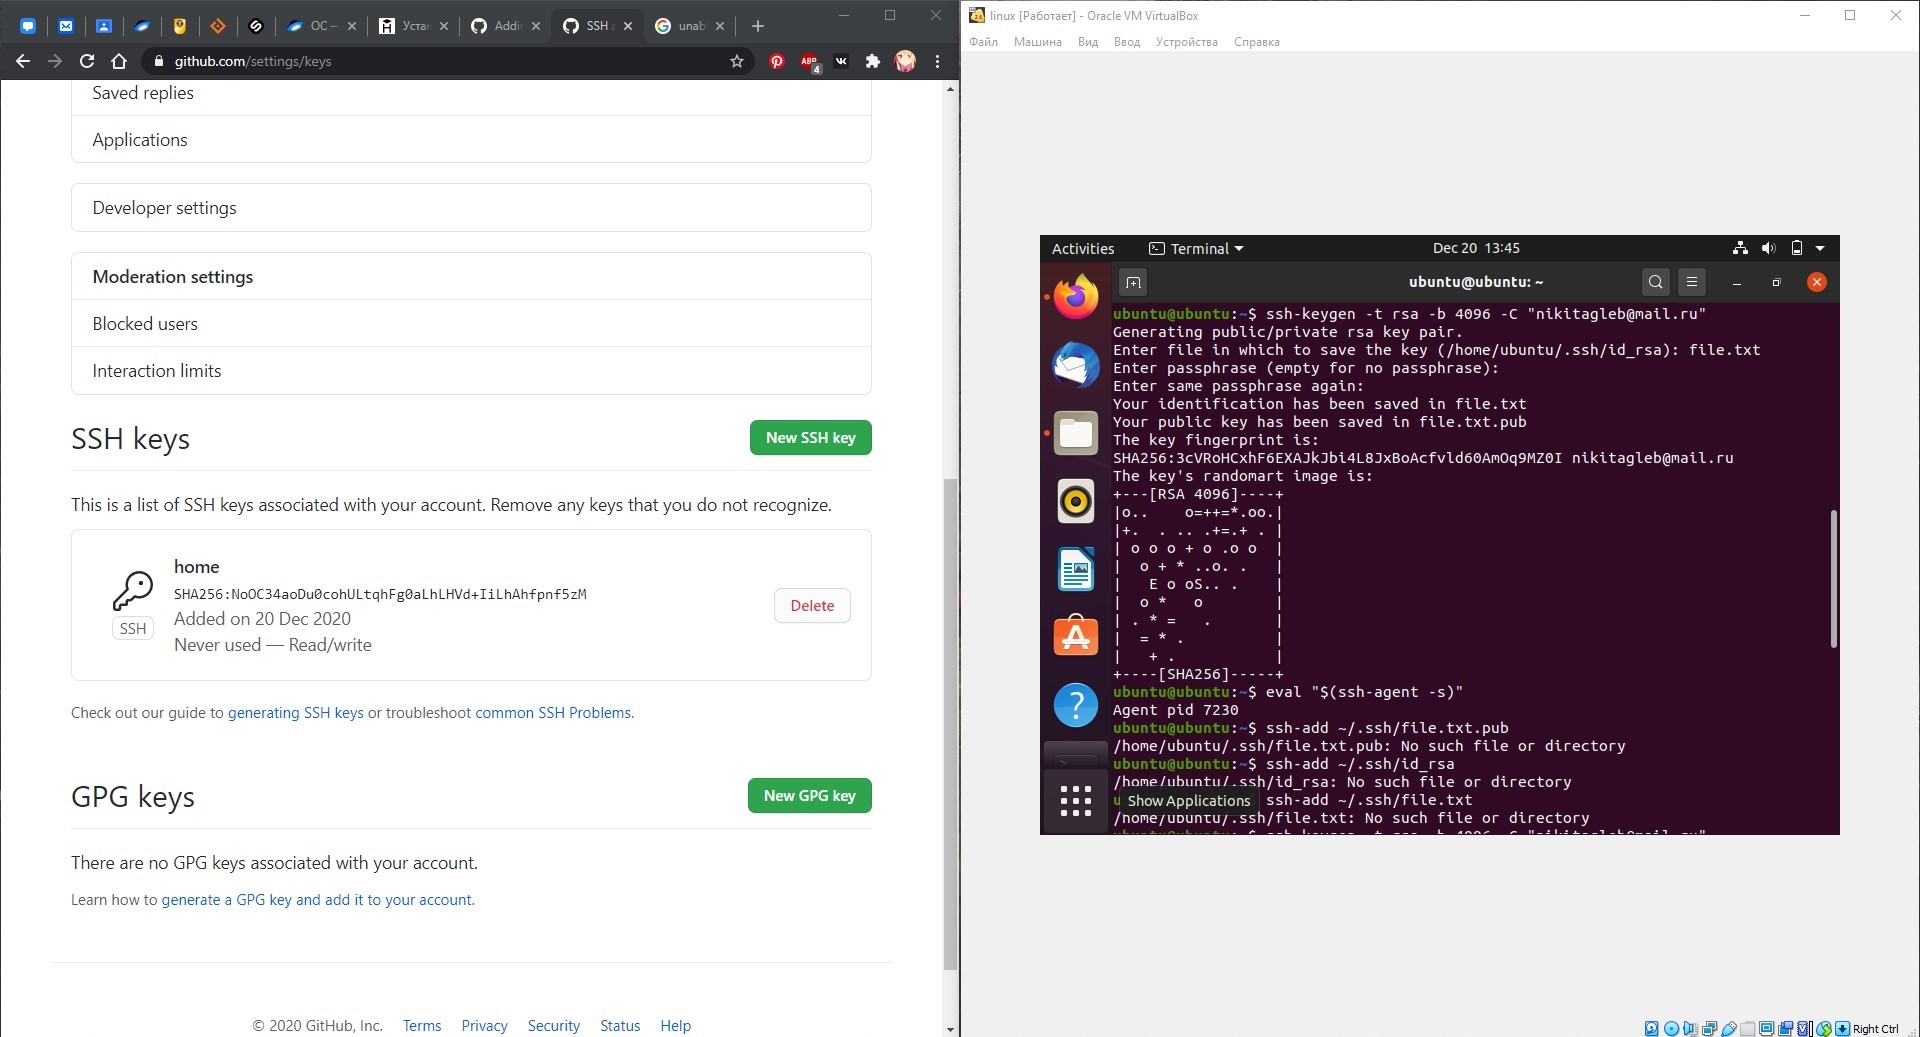 ОС –
Уста
Addi
SSH a
unab
github.com/settings/keys
ABP
4
Saved replies
Applications
Developer settings
Moderation settings
Blocked users
Interaction limits
SSH keys
New SSH key
This is a list of SSH keys associated with your account. Remove any keys that you do not recognize.
home
SHA256:NoOC34aoDu0cohULtqhFg0aLhLHVd+IiLhAhfpnf5zM
Added on 20 Dec 2020
Never used — Read/write
SSH
Delete
Check out our guide to generating SSH keys or troubleshoot common SSH Problems.
GPG keys
New GPG key
There are no GPG keys associated with your account.
Learn how to generate a GPG key and add it to your account.
© 2020 GitHub, Inc.
Terms
Privacy
Security
Status
Help
linux [Работает] - Oracle VM VirtualBox
Файл
Машина
Вид
Ввод
Устройства
Справка
Activities
Terminal
Dec 20 13:45
ubuntu@ubuntu: ~
ubuntu@ubuntu:~$ ssh-keygen -t rsa -b 4096 -C "nikitagleb@mail.ru"
Generating public/private rsa key pair.
Enter file in which to save the key (/home/ubuntu/.ssh/id_rsa): file.txt
Enter passphrase (empty for no passphrase):
Enter same passphrase again:
Your identification has been saved in file.txt
Your public key has been saved in file.txt.pub
The key fingerprint is:
SHA256:3cVRoHCxhF6EXAJkJbi4L8JxBoAcfvld60AmOq9MZ0I nikitagleb@mail.ru
The key's randomart image is:
+---[RSA 4096]----+
|o..    o=++=*.oo.|
|+.  . .. .+=.+ . |
| o o o + o .o o  |
|  o + * ..o. .   |
|   E o oS.. .    |
|  o *   o        |
| . * =   .       |
|  = * .          |
|   + .           |
+----[SHA256]-----+
ubuntu@ubuntu:~$ eval "$(ssh-agent -s)"
Agent pid 7230
ubuntu@ubuntu:~$ ssh-add ~/.ssh/file.txt.pub
/home/ubuntu/.ssh/file.txt.pub: No such file or directory
ubuntu@ubuntu:~$ ssh-add ~/.ssh/id_rsa
/home/ubuntu/.ssh/id_rsa: No such file or directory
Show Applications
ssh-add ~/.ssh/file.txt
/home/ubuntu/.ssh/file.txt: No such file or directory
ubuntu@ubuntu:~$ ssh-keygen -t rsa -b 4096 -C "nikitagleb@mail.ru"
Right Ctrl